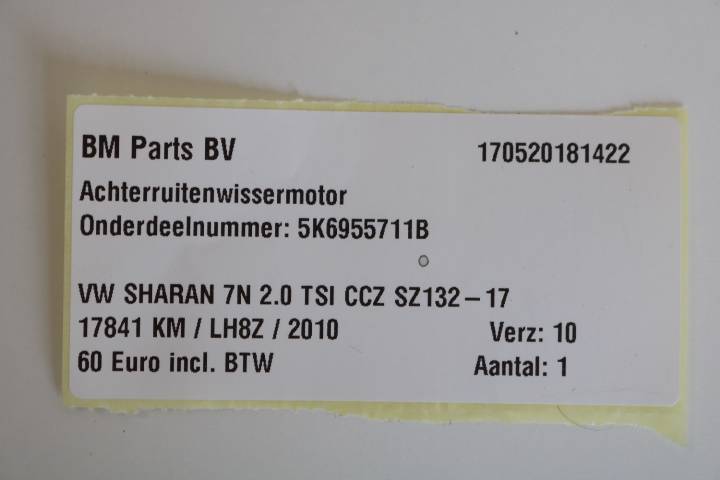 BM Parts BV 170520181422
Achterruitenwissermotor
Onderdeelnummer: 5K6955711B
VW SHARAN 7N 2.0 TSI CCZ SZ132-17
17841 KM / LH8Z / 2010 Verz: 10
60 Euro incl. BTW Aantal: 1